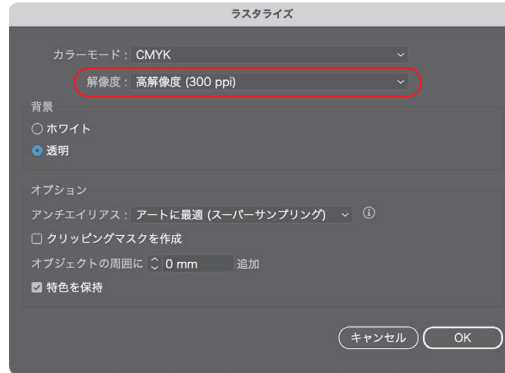 ラスタライズ
カラーモード : CMYK
解像度 : 高解像度 (300 ppi)
背景
ホワイト
透明
オプション
アンチエイリアス : アートに最適 (スーパーサンプリング)
クリッピングマスクを作成
オブジェクトの周囲に 0 mm 追加
特色を保持
キャンセル OK